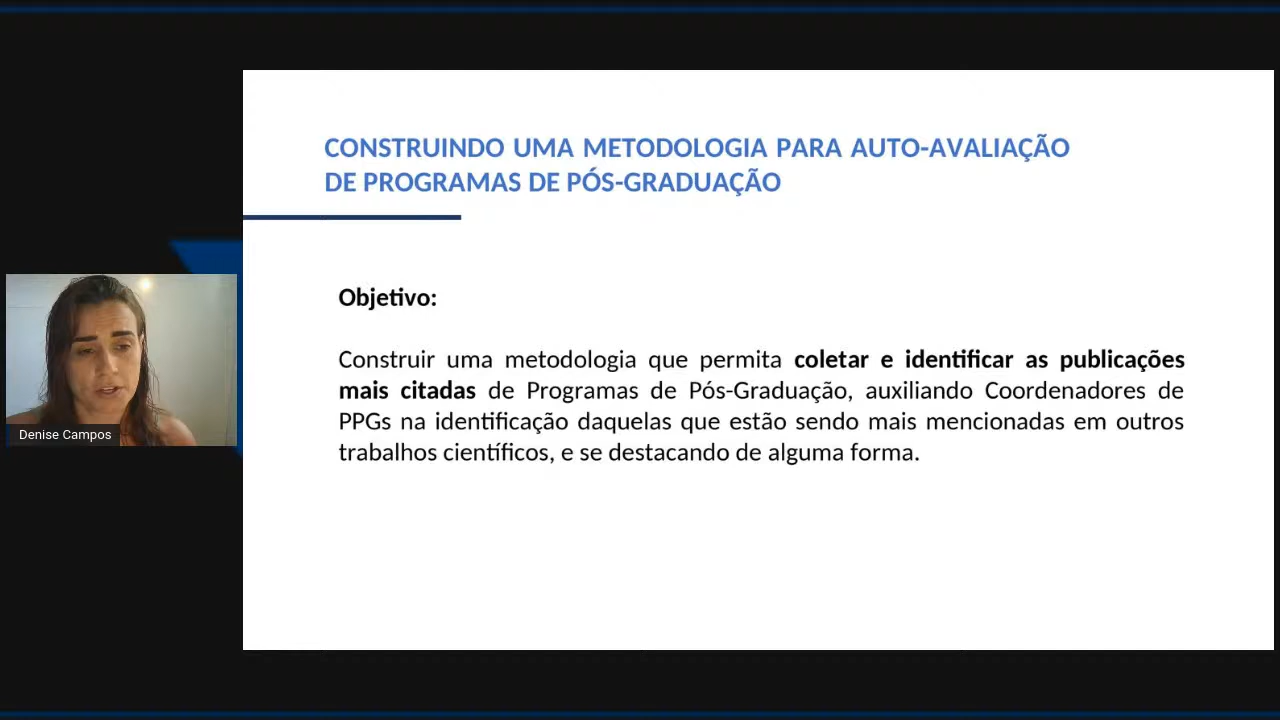 CONSTRUINDO UMA METODOLOGIA PARA AUTO-AVALIAÇÃO
DE PROGRAMAS DE PÓS-GRADUAÇÃO
Objetivo:
Construir uma metodologia que permita coletar e identificar as publicações
mais citadas de Programas de Pós-Graduação, auxiliando Coordenadores de
PPGs na identificação daquelas que estão sendo mais mencionadas em outros
trabalhos científicos, e se destacando de alguma forma.
Denise Campos